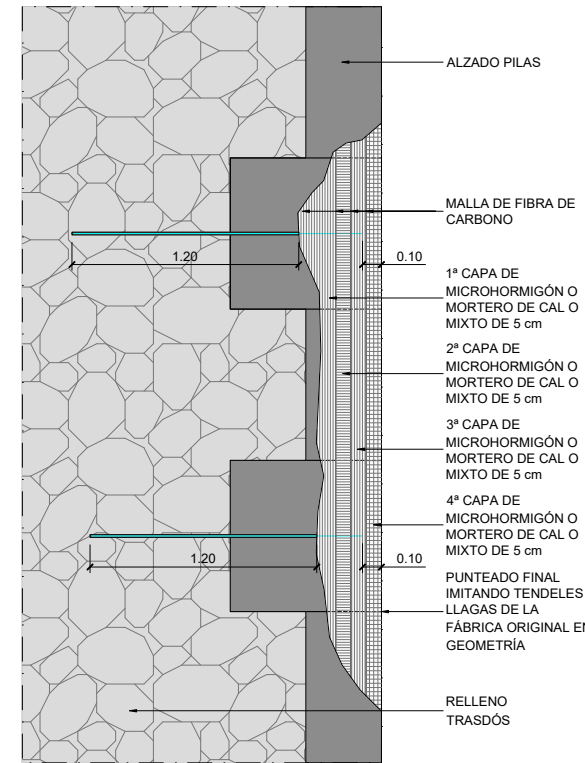 ALZADO PILAS
MALLA DE FIBRA DE
CARBONO
1.20
0.10
1ª CAPA DE
MICROHORMIGÓN O
MORTERO DE CAL O
MIXTO DE 5 cm
2ª CAPA DE
MICROHORMIGÓN O
MORTERO DE CAL O
MIXTO DE 5 cm
3ª CAPA DE
MICROHORMIGÓN O
MORTERO DE CAL O
MIXTO DE 5 cm
4ª CAPA DE
MICROHORMIGÓN O
MORTERO DE CAL O
MIXTO DE 5 cm
1.20
0.10
PUNTEADO FINAL
IMITANDO TENDELES
LLAGAS DE LA
FÁBRICA ORIGINAL EN
GEOMETRÍA
RELLENO
TRASDÓS